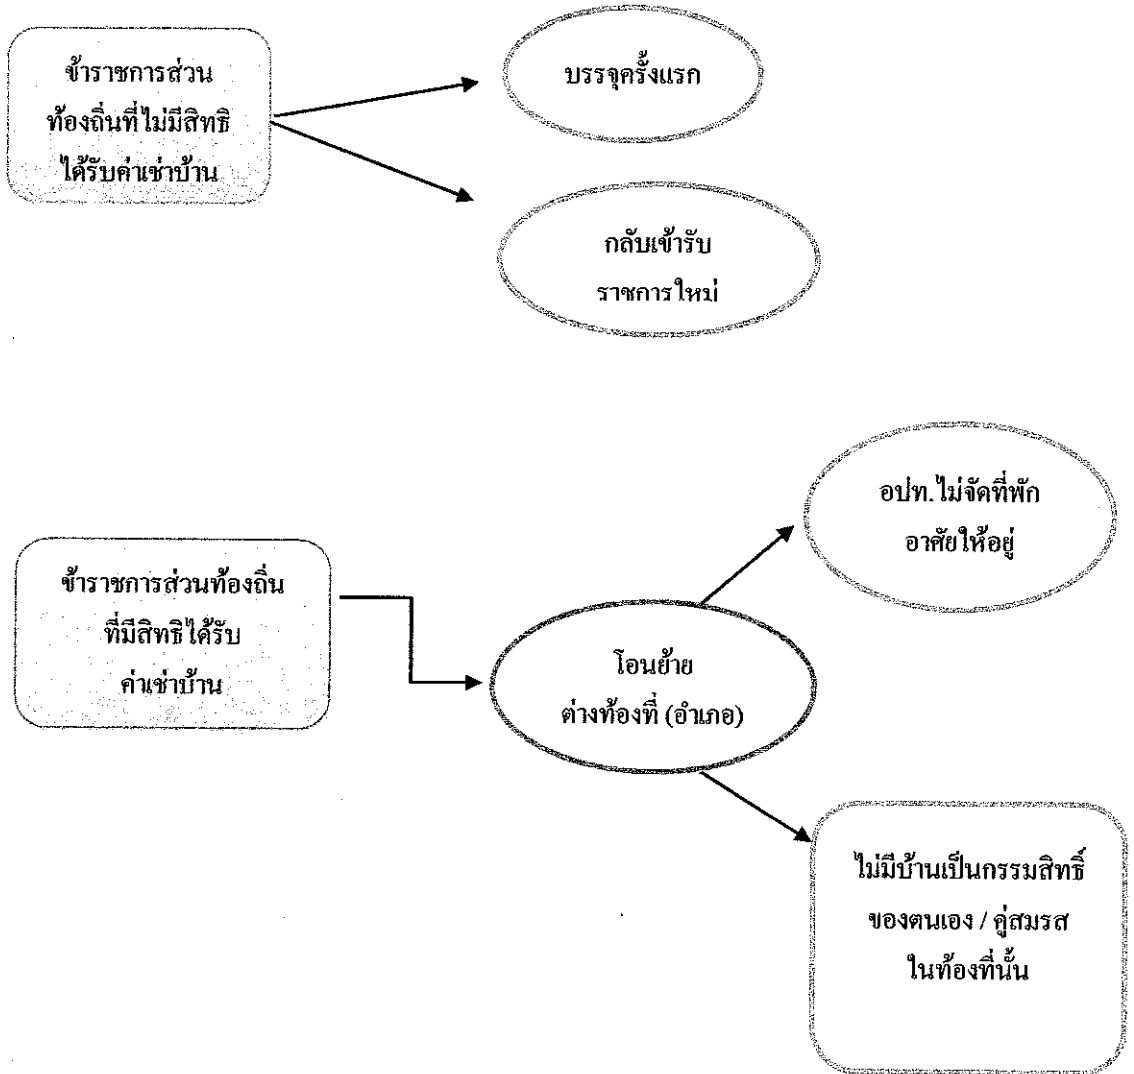 ข้าราชการส่วน
ท้องถิ่นที่ไม่มีสิทธิ
ได้รับค่าเช่าบ้าน
บรรจุครั้งแรก
กลับเข้ารับ
ราชการใหม่
ข้าราชการส่วนท้องถิ่น
ที่มีสิทธิได้รับ
ค่าเช่าบ้าน
โอนย้าย
ต่างท้องที่ (อำเภอ)
อปท.ไม่จัดที่พัก
อาศัยให้อยู่
ไม่มีบ้านเป็นกรรมสิทธิ์
ของตนเอง / คู่สมรส
ในท้องที่นั้น